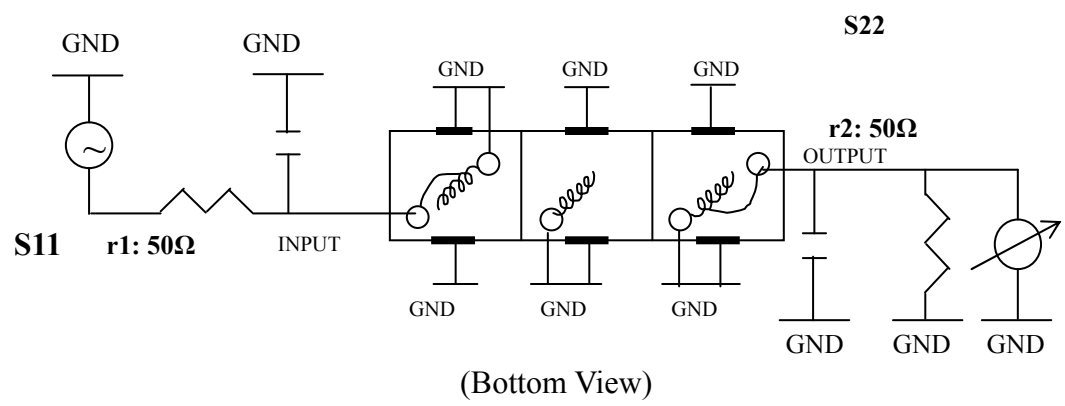 S22
GND
GND
GND
GND
GND
r2: 50Ω
OUTPUT
~
S11
r1: 50Ω
INPUT
GND
GND
GND
GND
GND
GND
(Bottom View)